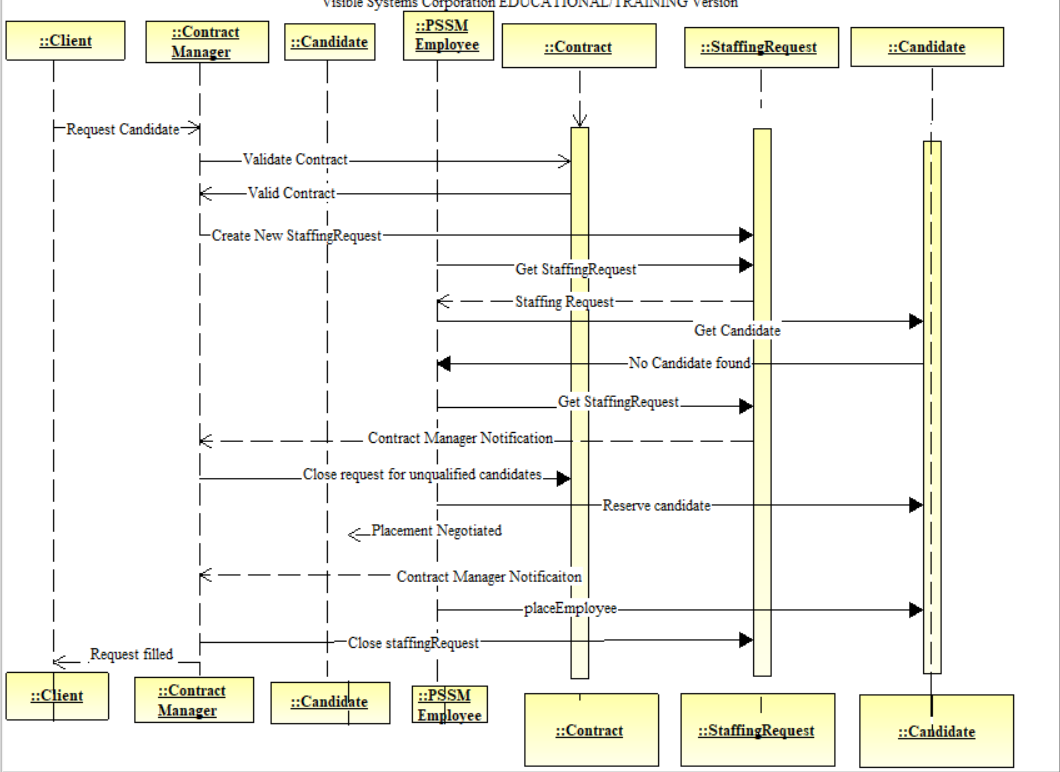 Visible Systems Corporation EDUCATIONAL/TRAINING Version
::Client
::Contract
Manager
::Candidate
::PSSM
Employee
::Contract
::StaffingRequest
::Candidate
Request Candidate
Validate Contract
Valid Contract
Create New StaffingRequest
Get StaffingRequest
Staffing Request
Get Candidate
No Candidate found
Get StaffingRequest
Contract Manager Notification
Close request for unqualified candidates
Reserve candidate
Placement Negotiated
Contract Manager Notificaiton
placeEmployee
Close staffingRequest
Request filled
::Client
::Contract
Manager
::Candidate
::PSSM
Employee
::Contract
::StaffingRequest
::Candidate